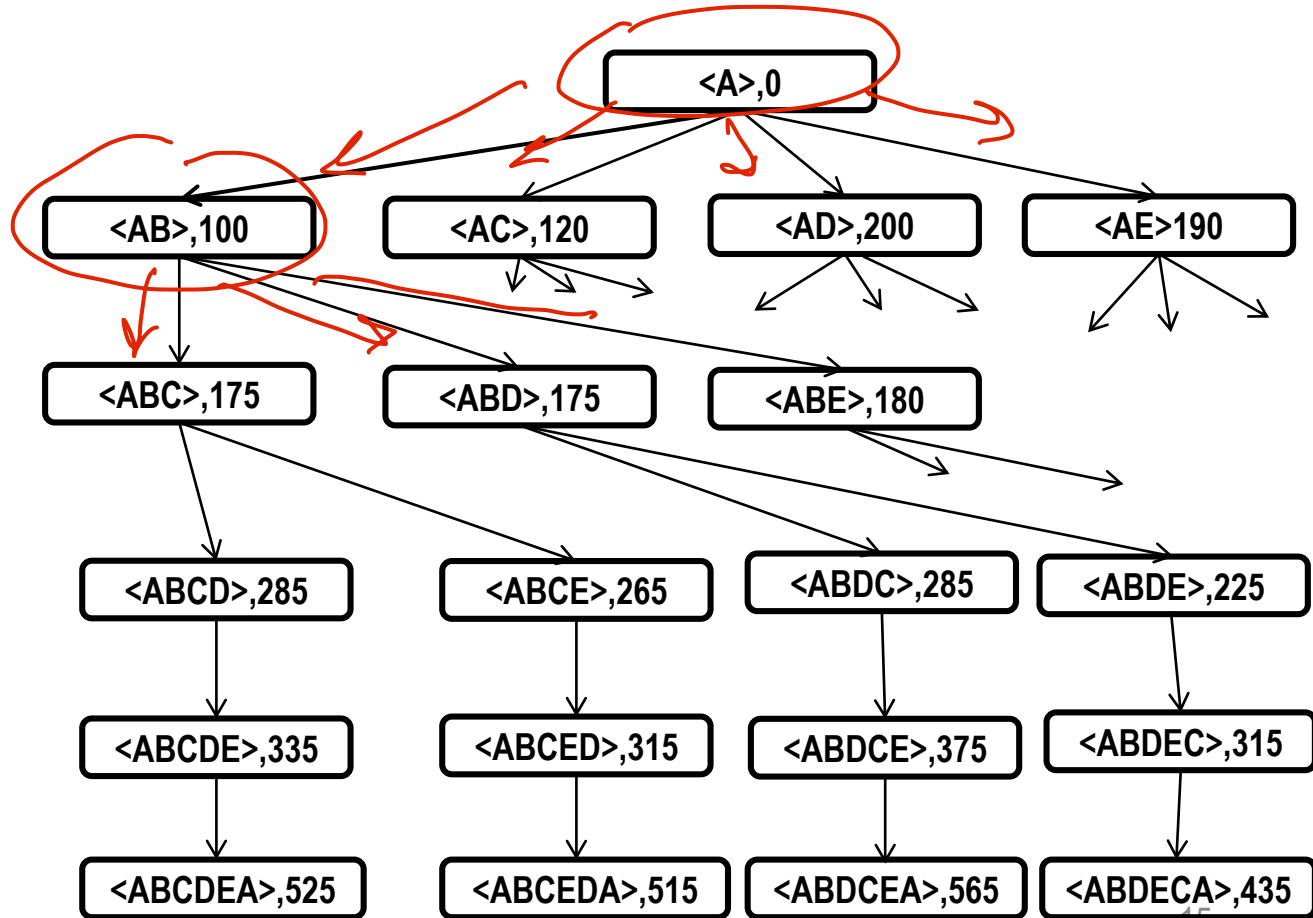 <A>,0
<AB>,100
<AC>,120
<AD>,200
<AE>190
<ABC>,175
<ABD>,175
<ABE>,180
<ABCD>,285
<ABCE>,265
<ABDC>,285
<ABDE>,225
<ABCDE>,335
<ABCED>,315
<ABDCE>,375
<ABDEC>,315
<ABCDEA>,525
<ABCEDA>,515
<ABDCEA>,565
<ABDECA>,435